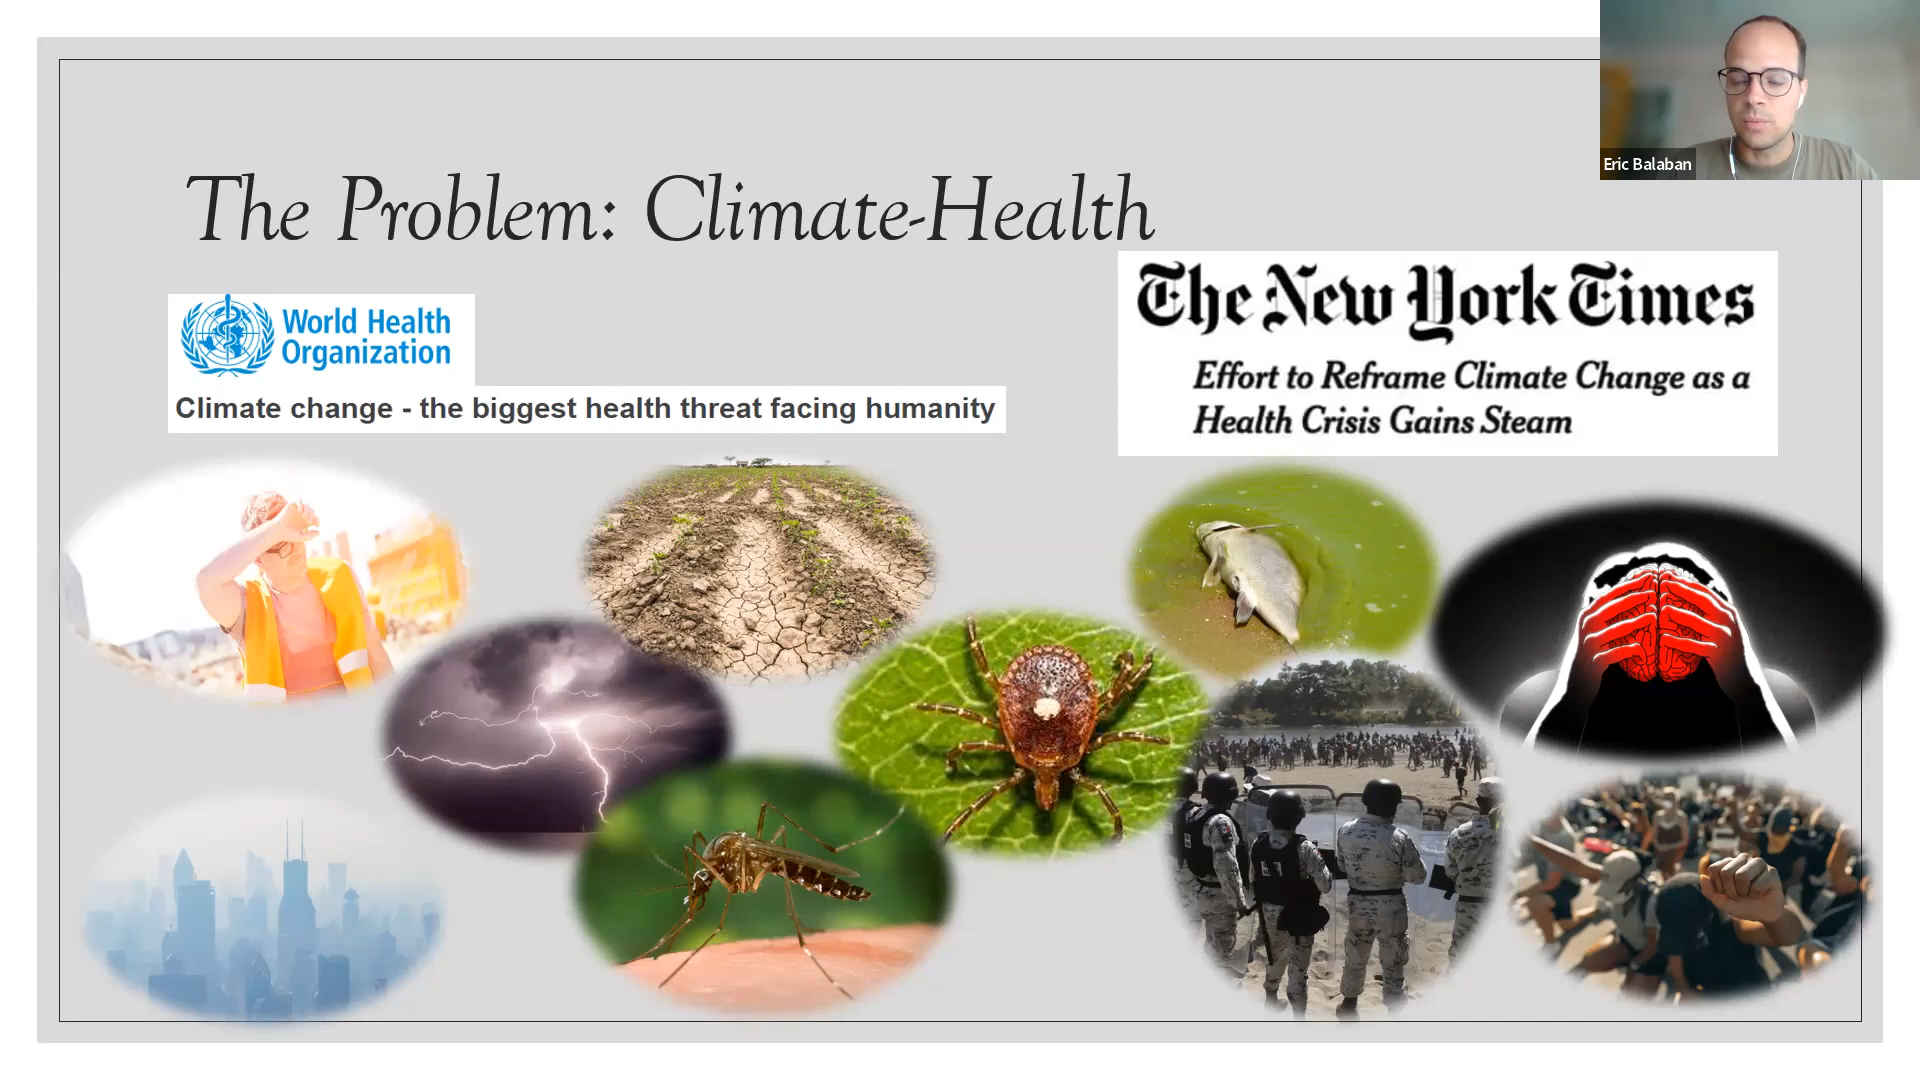 The Problem: Climate-Health
Eric Balaban
World Health
Organization
Climate change - the biggest health threat facing humanity
The New York Times
Effort to Reframe Climate Change as a
Health Crisis Gains Steam